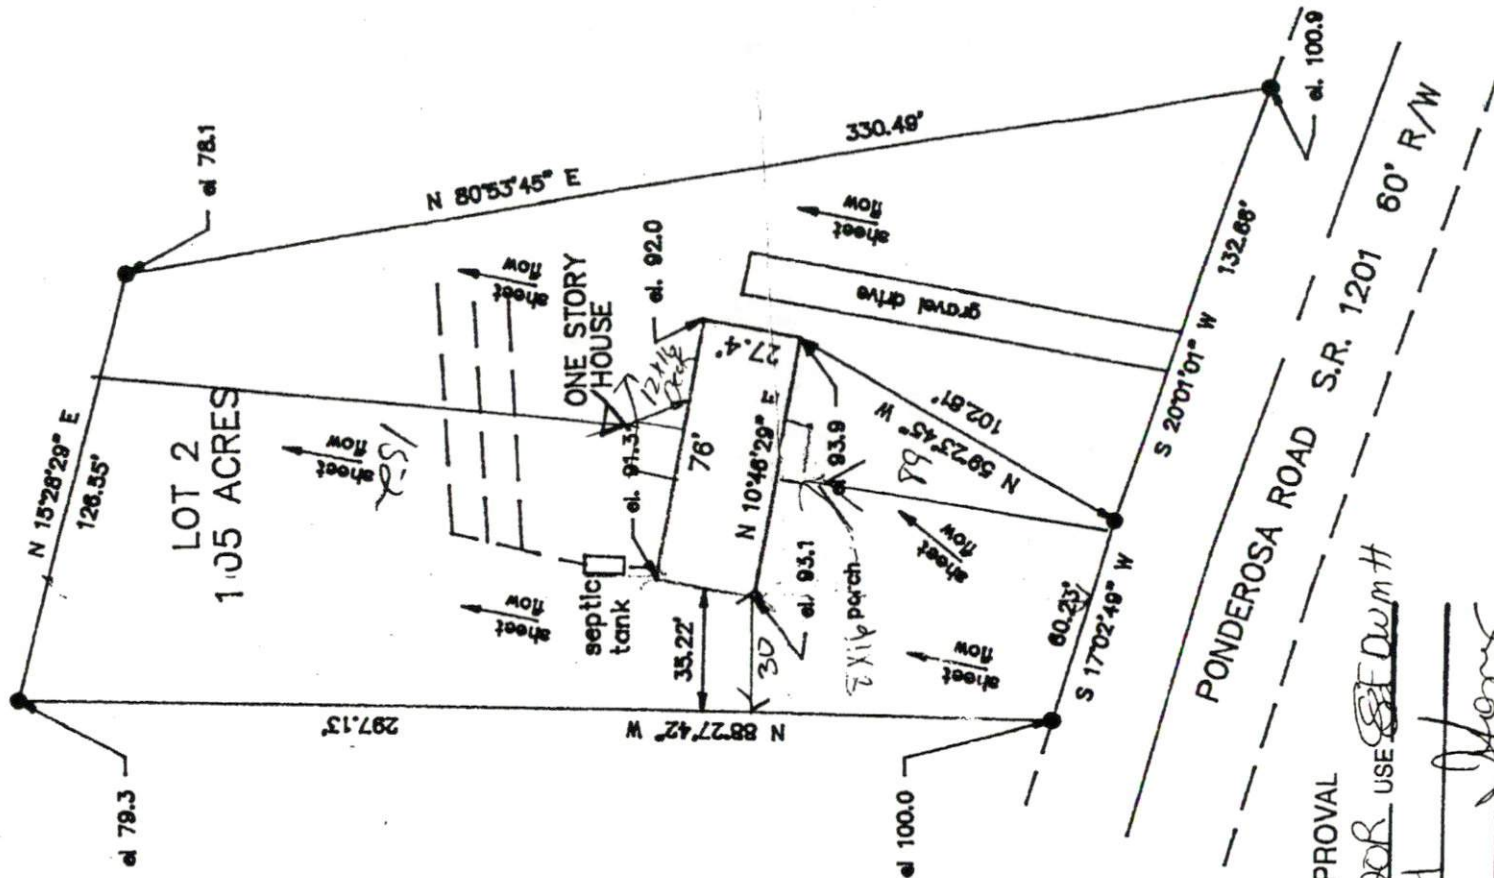 N 15°28'29" E
126.55'
LOT 2
1.05 ACRES
el 79.3
el 78.1
N 80°53'45" E
330.49'
sheet
flow
sheet
flow
sheet
flow
sheet
flow
sheet
flow
sheet
flow
152
ONE STORY
HOUSE
el. 92.0
el. 91.3
septic
tank
76'
27.4'
N 10°46'29" E
35.22'
30
el. 93.1
el. 93.9
porch
89
N 59°23'45" W
102.81'
gravel drive
297.13'
N 88°27'42" W
el 100.0
el. 100.9
60.23'
S 17°02'49" W
132.68'
S 20°01'01" W
PONDEROSA ROAD S.R. 1201 60' R/W
PROVAL
USE DWMH